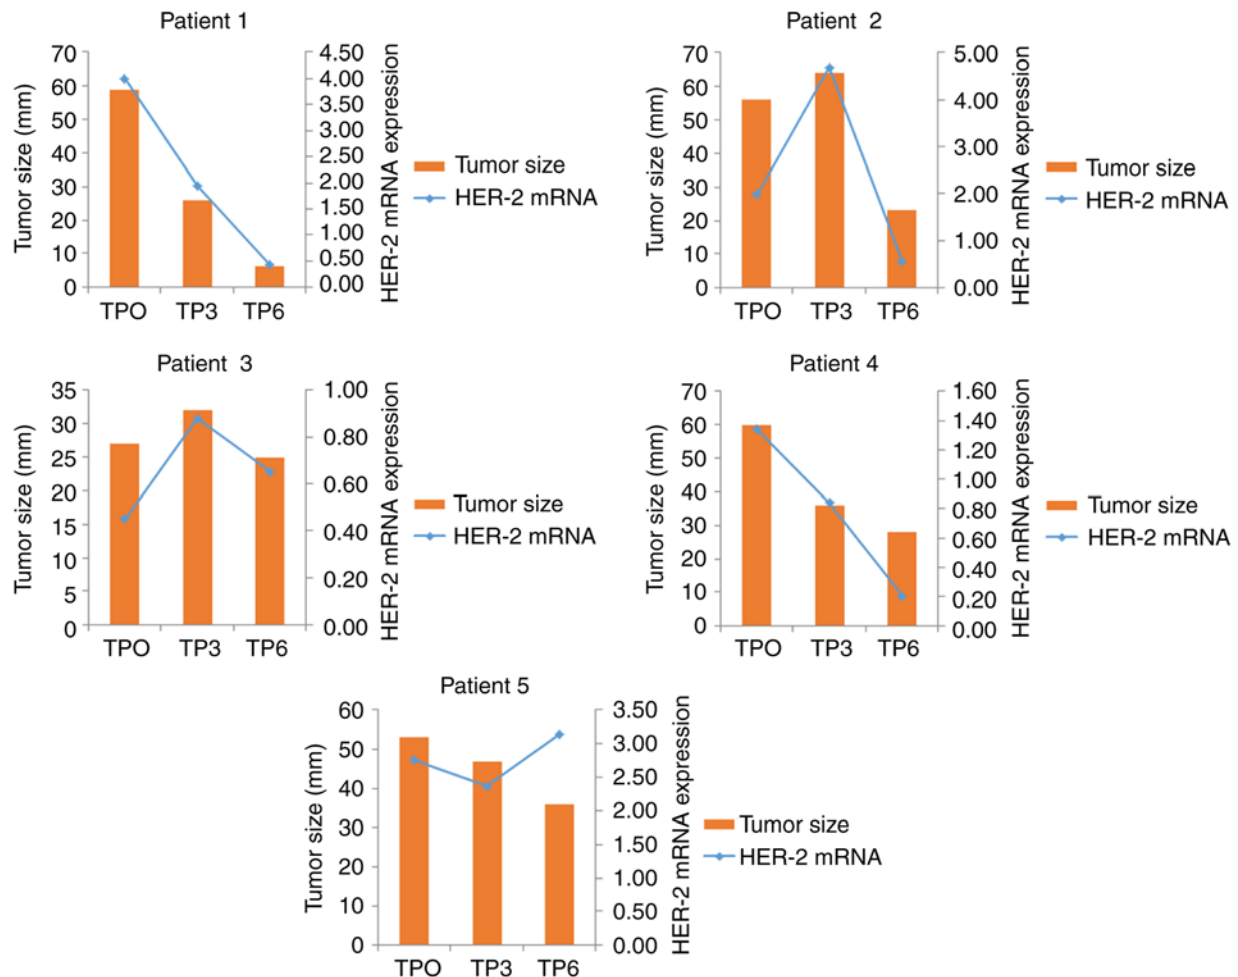 Patient 1
Tumor size (mm)
70
60
50
40
30
20
10
0
TPO TP3 TP6
4.50
4.00
3.50
3.00
2.50
2.00
1.50
1.00
0.50
0.00
HER-2 mRNA expression
Tumor size
HER-2 mRNA
Patient 2
Tumor size (mm)
70
60
50
40
30
20
10
0
TPO TP3 TP6
5.00
4.00
3.00
2.00
1.00
0.00
HER-2 mRNA expression
Tumor size
HER-2 mRNA
Patient 3
Tumor size (mm)
35
30
25
20
15
10
5
0
TPO TP3 TP6
1.00
0.80
0.60
0.40
0.20
0.00
HER-2 mRNA expression
Tumor size
HER-2 mRNA
Patient 4
Tumor size (mm)
70
60
50
40
30
20
10
0
TPO TP3 TP6
1.60
1.40
1.20
1.00
0.80
0.60
0.40
0.20
0.00
HER-2 mRNA expression
Tumor size
HER-2 mRNA
Patient 5
Tumor size (mm)
60
50
40
30
20
10
0
TPO TP3 TP6
3.50
3.00
2.50
2.00
1.50
1.00
0.50
0.00
HER-2 mRNA expression
Tumor size
HER-2 mRNA